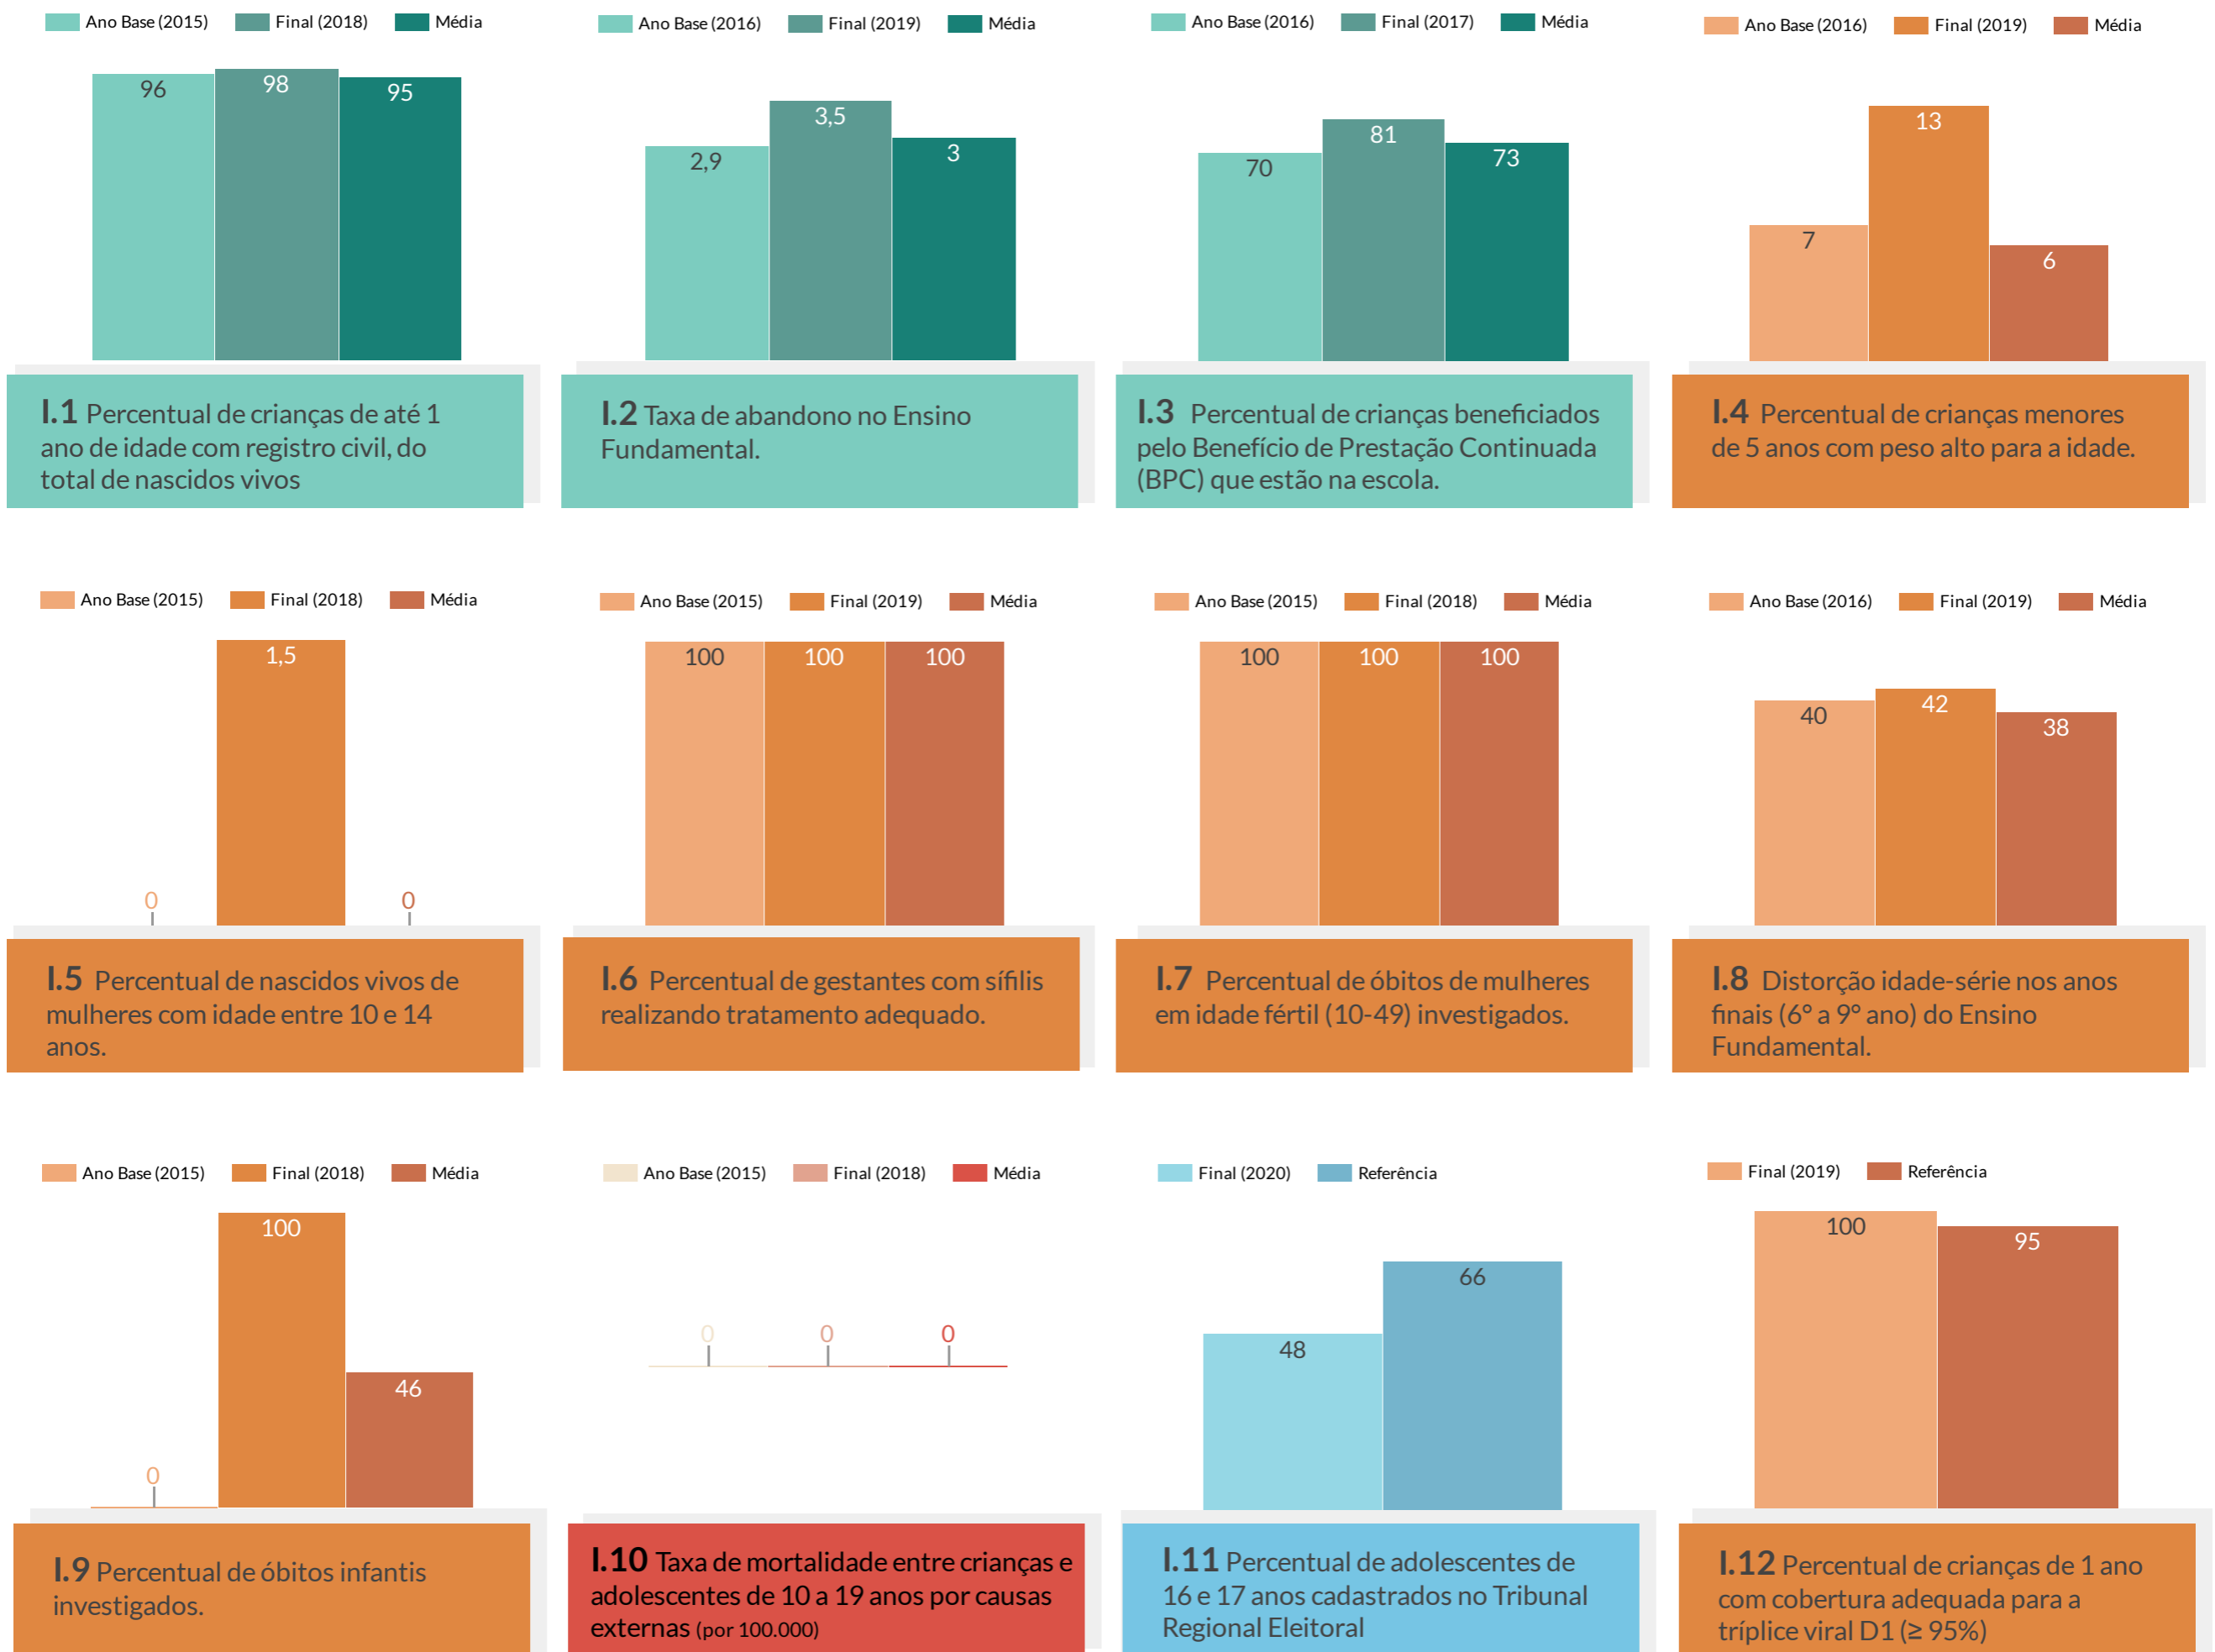 Ano Base (2015) Final (2018) Média
96 98 95
I.1 Percentual de crianças de até 1
ano de idade com registro civil, do
total de nascidos vivos
Ano Base (2016) Final (2019) Média
2,9 3,5 3
I.2 Taxa de abandono no Ensino
Fundamental.
Ano Base (2016) Final (2017) Média
70 81 73
I.3 Percentual de crianças beneficiados
pelo Benefício de Prestação Continuada
(BPC) que estão na escola.
Ano Base (2016) Final (2019) Média
7 13 6
I.4 Percentual de crianças menores
de 5 anos com peso alto para a idade.
Ano Base (2015) Final (2018) Média
0 1,5 0
I.5 Percentual de nascidos vivos de
mulheres com idade entre 10 e 14
anos.
Ano Base (2015) Final (2019) Média
100 100 100
I.6 Percentual de gestantes com sífilis
realizando tratamento adequado.
Ano Base (2015) Final (2018) Média
100 100 100
I.7 Percentual de óbitos de mulheres
em idade fértil (10-49) investigados.
Ano Base (2016) Final (2019) Média
40 42 38
I.8 Distorção idade-série nos anos
finais (6° a 9° ano) do Ensino
Fundamental.
Ano Base (2015) Final (2018) Média
0 100 46
I.9 Percentual de óbitos infantis
investigados.
Ano Base (2015) Final (2018) Média
0 0 0
I.10 Taxa de mortalidade entre crianças e
adolescentes de 10 a 19 anos por causas
externas (por 100.000)
Final (2020) Referência
48 66
I.11 Percentual de adolescentes de
16 e 17 anos cadastrados no Tribunal
Regional Eleitoral
Final (2019) Referência
100 95
I.12 Percentual de crianças de 1 ano
com cobertura adequada para a
tríplice viral D1 (≥ 95%)